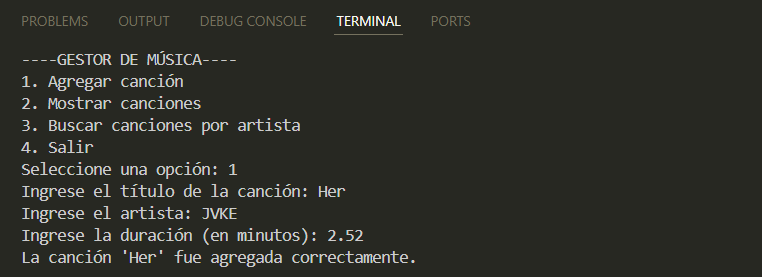 PROBLEMS OUTPUT DEBUG CONSOLE TERMINAL PORTS
----GESTOR DE MÚSICA----
1. Agregar canción
2. Mostrar canciones
3. Buscar canciones por artista
4. Salir
Seleccione una opción: 1
Ingrese el título de la canción: Her
Ingrese el artista: JVKE
Ingrese la duración (en minutos): 2.52
La canción 'Her' fue agregada correctamente.